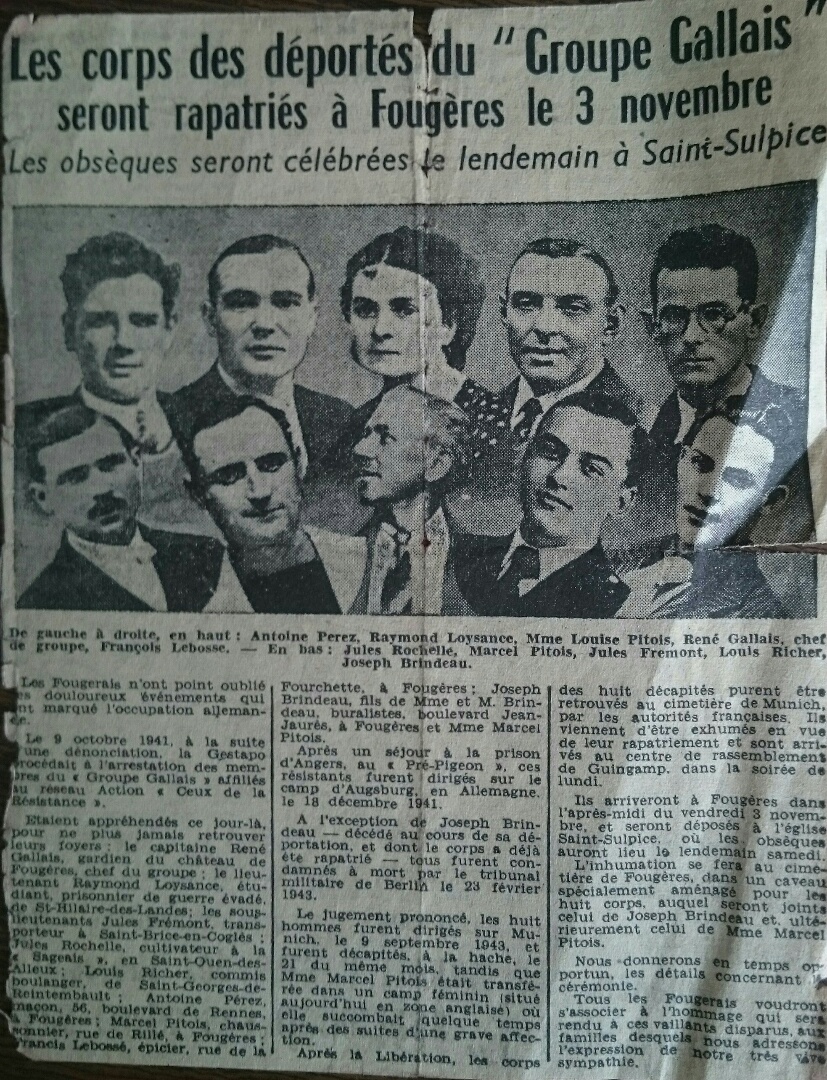 Les corps des déportés du "Groupe Gallais"
seront rapatriés à Fougères le 3 novembre
Les obsèques seront célébrées le lendemain à Saint-Sulpice
De gauche à droite, en haut : Antoine Perez, Raymond Loysance, Mme Louise Pitois, René Gallais, chef
de groupe, François Lebosse. — En bas : Jules Rochelle, Marcel Pitois, Jules Fremont, Louis Richer,
Joseph Brindeau.
Les Fougerais n'ont point oublié
es douloureux événements qui
nt marqué l'occupation alleman-
de.
Le 9 octobre 1941, à la suite
'une dénonciation, la Gestapo
procédait à l'arrestation des mem-
bres du « Groupe Gallais » affiliés
au réseau Action « Ceux de la
Résistance ».
Etaient appréhendés ce jour-là,
pour ne plus jamais retrouver
leurs foyers : le capitaine René
Gallais, gardien du château de
Fougères, chef du groupe ; le lieu-
tenant Raymond Loysance, étu-
diant, prisonnier de guerre évadé,
de St-Hilaire-des-Landes ; les sous-
lieutenants Jules Frémont, trans-
porteur à Saint-Brice-en-Coglès ;
Jules Rochelle, cultivateur à la
« Sageais », en Saint-Ouen-des-
Alleux ; Louis Richer, commis
boulanger, de Saint-Georges-de-
Reintembault ; Antoine Pérez,
maçon, 56, boulevard de Rennes,
à Fougères ; Marcel Pitois, chaus-
sonnier, rue de Rillé, à Fougères ;
Francis Lebossé, épicier, rue de la
Fourchette, à Fougères ; Joseph
Brindeau, fils de Mme et M. Brin-
deau, buralistes, boulevard Jean-
Jaurès, à Fougères et Mme Marcel
Pitois.
Après un séjour à la prison
d'Angers, au « Pré-Pigeon », ces
résistants furent dirigés sur le
camp d'Augsburg, en Allemagne,
le 18 décembre 1941.
A l'exception de Joseph Brin-
deau — décédé au cours de sa dé-
portation, et dont le corps a déjà
été rapatrié — tous furent con-
damnés à mort par le tribunal
militaire de Berlin le 23 février
1943.
Le jugement prononcé, les huit
hommes furent dirigés sur Mu-
nich, le 9 septembre 1943, et
furent décapités, à la hache, le
21 du même mois, tandis que
Mme Marcel Pitois était transfé-
rée dans un camp féminin (situé
aujourd'hui en zone anglaise) où
elle succombait quelque temps
après des suites d'une grave affec-
tion.
Après la Libération, les corps
des huit décapités purent être
retrouvés au cimetière de Munich,
par les autorités françaises. Ils
viennent d'être exhumés en vue
de leur rapatriement et sont arri-
vés au centre de rassemblement
de Guingamp, dans la soirée de
lundi.
Ils arriveront à Fougères dans
l'après-midi du vendredi 3 novem-
bre, et seront déposés à l'église
Saint-Sulpice, où les obsèques
auront lieu le lendemain samedi.
L'inhumation se fera au cime-
tière de Fougères, dans un caveau
spécialement aménagé pour les
huit corps, auquel seront joints
celui de Joseph Brindeau et, ulté-
rieurement celui de Mme Marcel
Pitois.
Nous donnerons en temps op-
portun, les détails concernant la
cérémonie.
Tous les Fougerais voudront
s'associer à l'hommage qui sera
rendu à ces vaillants disparus, aux
familles desquels nous adressons
l'expression de notre très vive
sympathie.